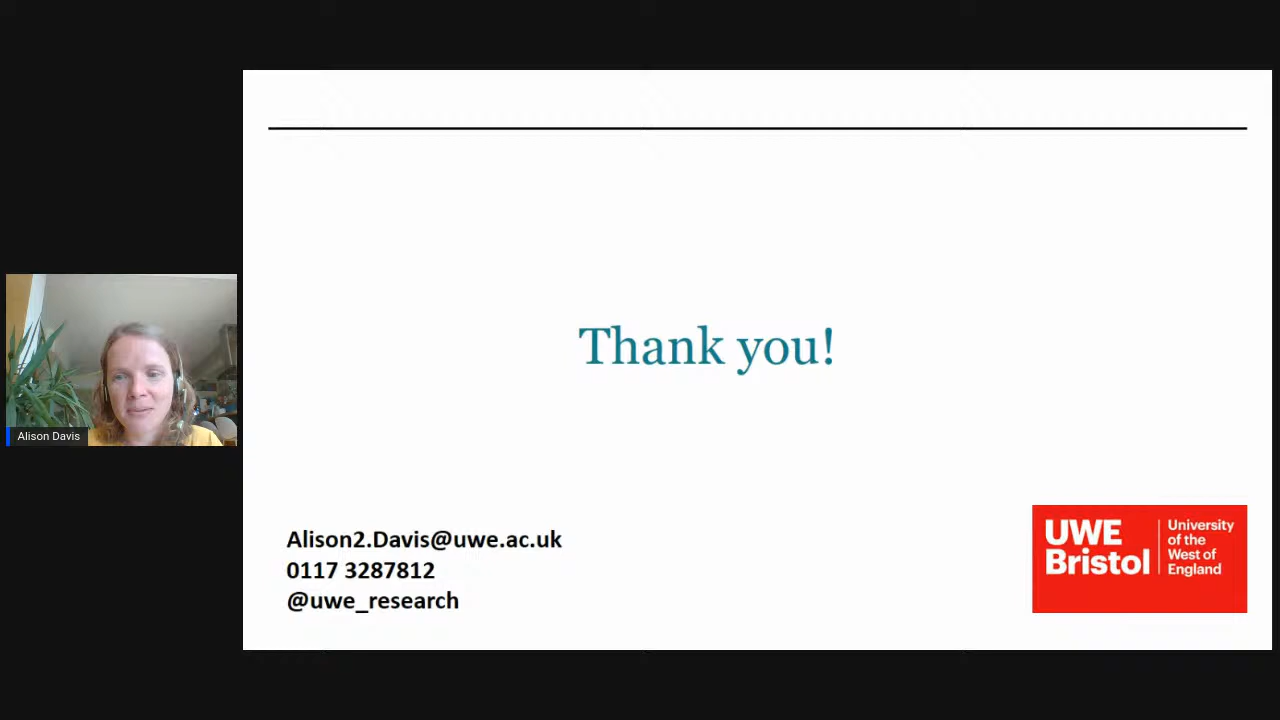 Thank you!
Alison Davis
Alison2.Davis@uwe.ac.uk
0117 3287812
@uwe_research
UWE
Bristol
University
of the
West of
England